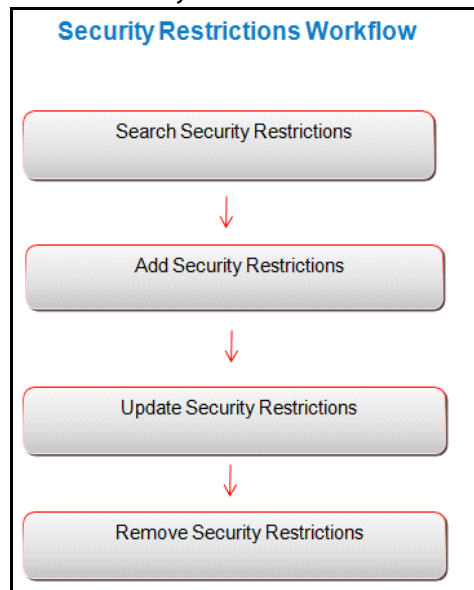 Security Restrictions Workflow
Search Security Restrictions
Add Security Restrictions
Update Security Restrictions
Remove Security Restrictions